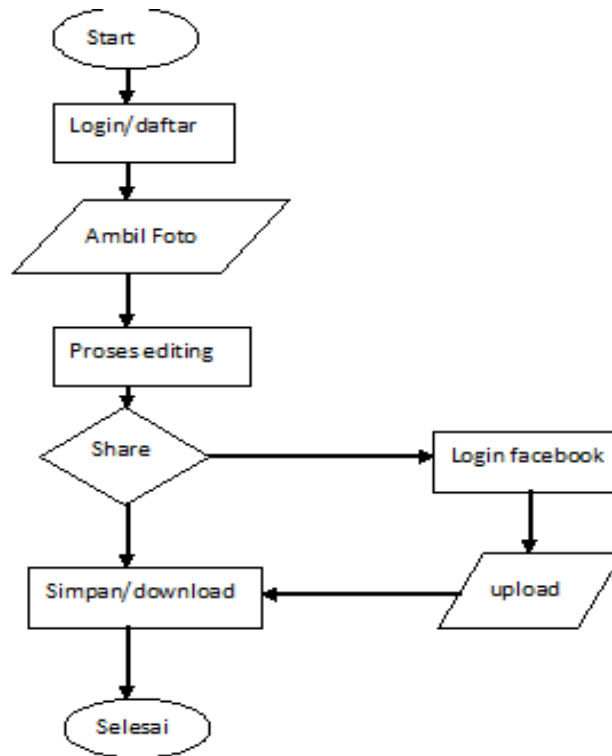 Start
Login/daftar
Ambil Foto
Proses editing
Share
Login facebook
upload
Simpan/download
Selesai